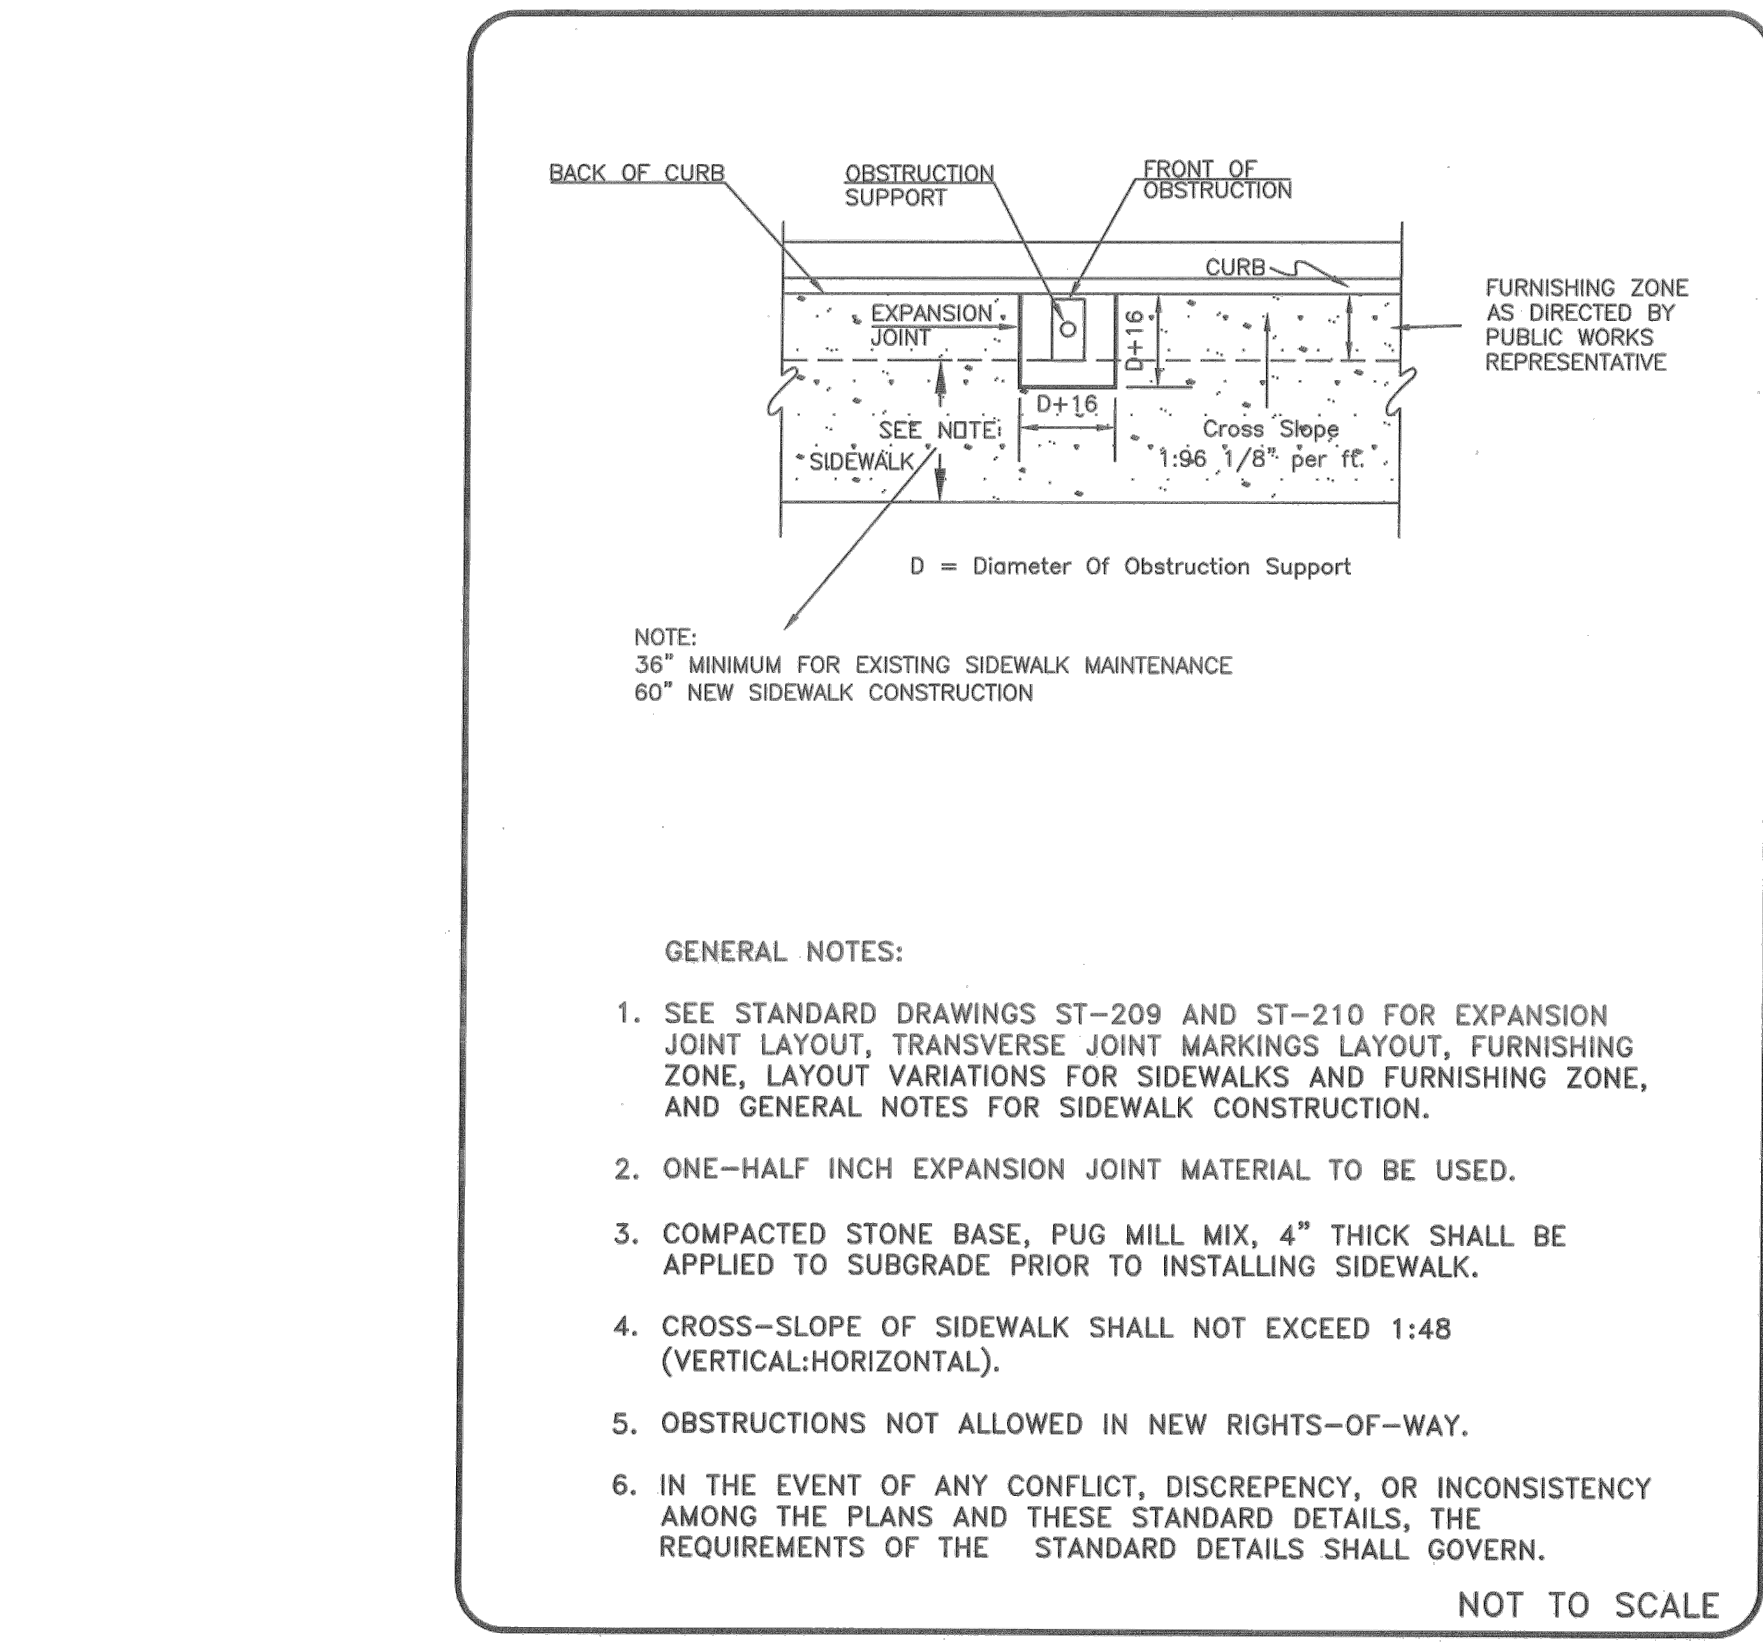 BACK OF CURB
OBSTRUCTION
SUPPORT
FRONT OF
OBSTRUCTION
CURB
FURNISHING ZONE
AS DIRECTED BY
PUBLIC WORKS
REPRESENTATIVE
EXPANSION
JOINT
D+16
D+16
SEE NOTE:
SIDEWALK
Cross Slope
1:96 1/8" per ft.
D = Diameter Of Obstruction Support
NOTE:
36" MINIMUM FOR EXISTING SIDEWALK MAINTENANCE
60" NEW SIDEWALK CONSTRUCTION
GENERAL NOTES:
1. SEE STANDARD DRAWINGS ST-209 AND ST-210 FOR EXPANSION
JOINT LAYOUT, TRANSVERSE JOINT MARKINGS LAYOUT, FURNISHING
ZONE, LAYOUT VARIATIONS FOR SIDEWALKS AND FURNISHING ZONE,
AND GENERAL NOTES FOR SIDEWALK CONSTRUCTION.
2. ONE-HALF INCH EXPANSION JOINT MATERIAL TO BE USED.
3. COMPACTED STONE BASE, PUG MILL MIX, 4" THICK SHALL BE
APPLIED TO SUBGRADE PRIOR TO INSTALLING SIDEWALK.
4. CROSS-SLOPE OF SIDEWALK SHALL NOT EXCEED 1:48
(VERTICAL:HORIZONTAL).
5. OBSTRUCTIONS NOT ALLOWED IN NEW RIGHTS-OF-WAY.
6. IN THE EVENT OF ANY CONFLICT, DISCREPENCY, OR INCONSISTENCY
AMONG THE PLANS AND THESE STANDARD DETAILS, THE
REQUIREMENTS OF THE STANDARD DETAILS SHALL GOVERN.
NOT TO SCALE